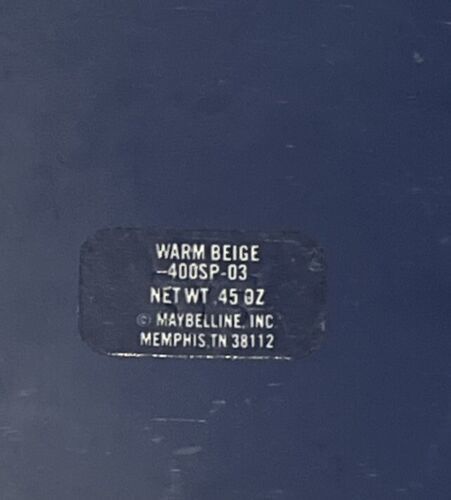 WARM BEIGE
-400SP-03
NET WT .45 OZ
© MAYBELLINE, INC.
MEMPHIS, TN 38112